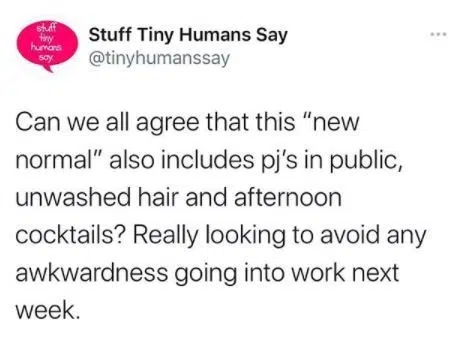 stuff
tiny
humans
say.
Stuff Tiny Humans Say
@tinyhumanssay
Can we all agree that this “new
normal” also includes pj’s in public,
unwashed hair and afternoon
cocktails? Really looking to avoid any
awkwardness going into work next
week.